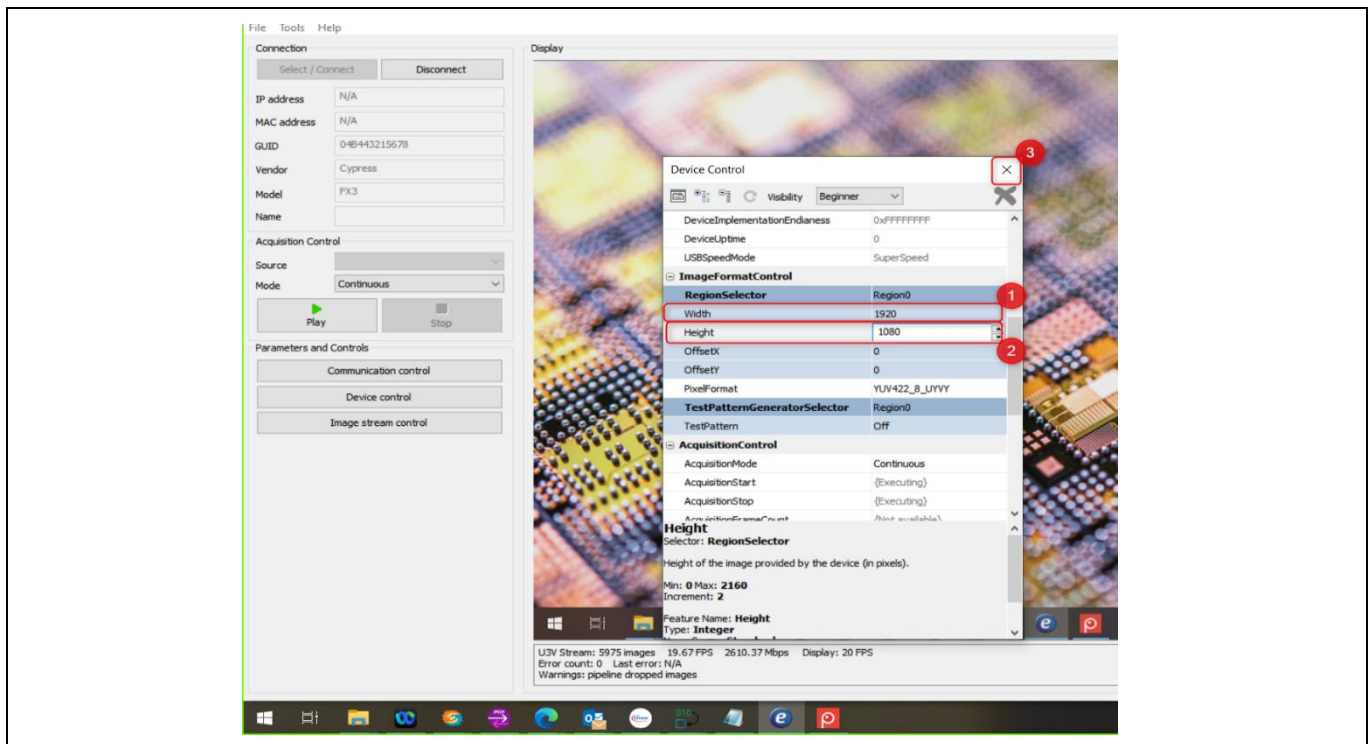 File Tools Help
Connection
Select / Connect Disconnect
IP address N/A
MAC address N/A
GUID 04B443215678
Vendor Cypress
Model FX3
Name
Acquisition Control
Source
Mode Continuous
Play Stop
Parameters and Controls
Communication control
Device control
Image stream control
Display
3
Device Control
Visibility Beginner
DeviceImplementationEndianess 0xFFFFFFFF
DeviceUptime 0
USBSpeedMode SuperSpeed
ImageFormatControl
RegionSelector Region0
1
Width 1920
Height 1080
2
OffsetX 0
OffsetY 0
PixelFormat YUV422_8_UYVY
TestPatternGeneratorSelector Region0
TestPattern Off
AcquisitionControl
AcquisitionMode Continuous
AcquisitionStart {Executing}
AcquisitionStop {Executing}
AcquisitionFrameCount {Not available}
Height
Selector: RegionSelector
Height of the image provided by the device (in pixels).
Min: 0 Max: 2160
Increment: 2
Feature Name: Height
Type: Integer
U3V Stream: 5975 images 19.67 FPS 2610.37 Mbps Display: 20 FPS
Error count: 0 Last error: N/A
Warnings: pipeline dropped images